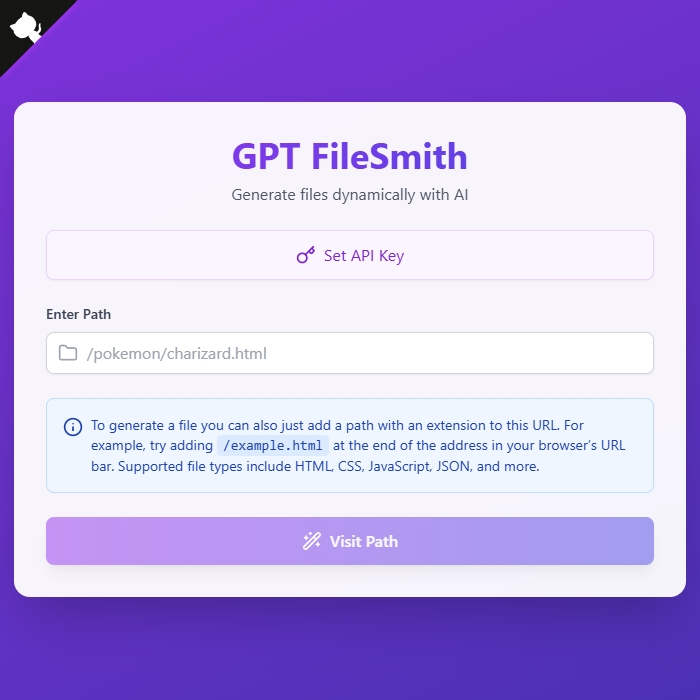 GPT FileSmith
Generate files dynamically with AI
Set API Key
Enter Path
/pokemon/charizard.html
To generate a file you can also just add a path with an extension to this URL. For
example, try adding /example.html at the end of the address in your browser’s URL
bar. Supported file types include HTML, CSS, JavaScript, JSON, and more.
Visit Path